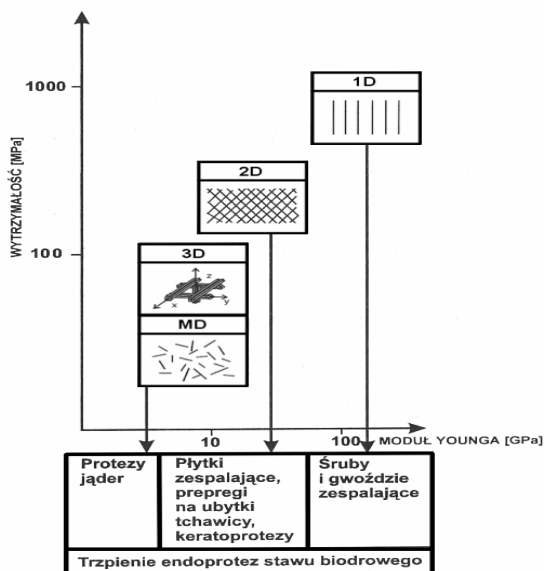 WYTRZYMAŁOŚĆ [MPa]
1000
100
1D
2D
3D
z
y
x
MD
10
100
MODUŁ YOUNGA [GPa]
Protezy
jąder
Płytki
zespalające,
prepregi
na ubytki
tchawicy,
keratoprotezy
Śruby
i gwoździe
zespalające
Trzpienie endoprotez stawu biodrowego